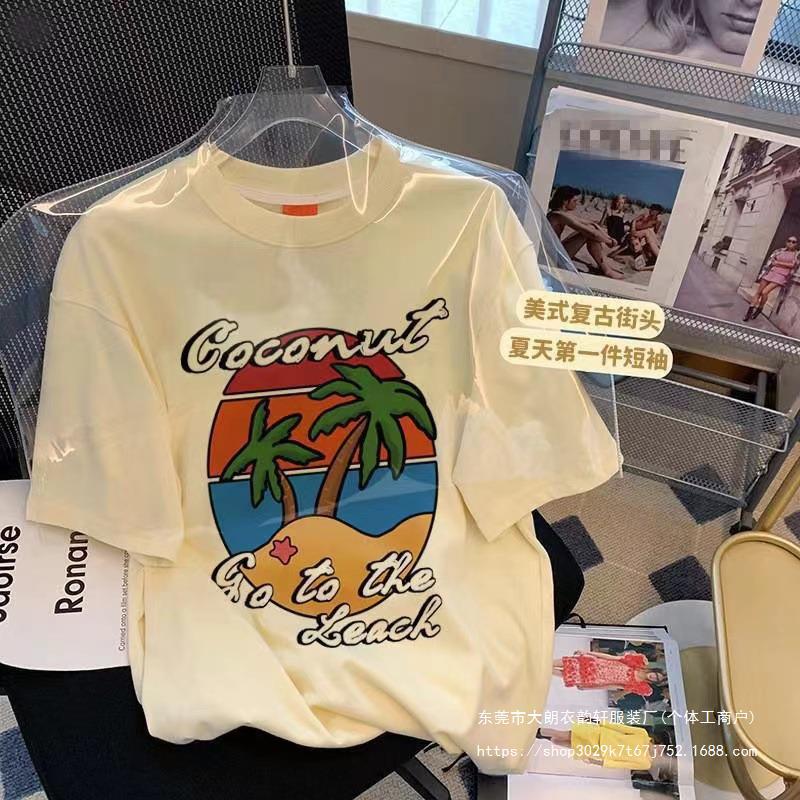 Coconut
Go to the
Leach
美式复古街头
夏天第一件短袖
Saoirse
Ronan
东莞市大朗衣韵轩服装厂(个体工商户)
https://shop3029k7t67j752.1688.com